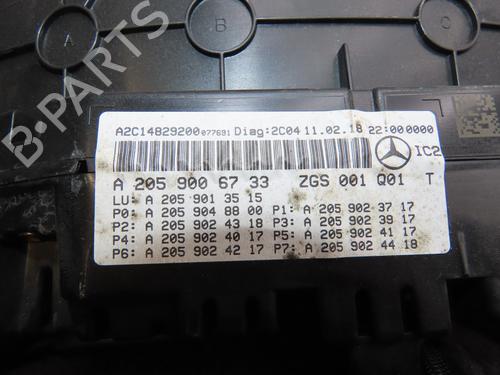 A
B
C
A2C14829200077691 Diag:2C04 11.02.18 22:00 0000
IC2
A 205 900 67 33 ZGS 001 Q01 T
LU: A 205 901 35 15
P0: A 205 904 88 00 P1: A 205 902 37 17
P2: A 205 902 43 18 P3: A 205 902 39 17
P4: A 205 902 40 17 P5: A 205 902 41 17
P6: A 205 902 42 17 P7: A 205 902 44 18
B-PARTS